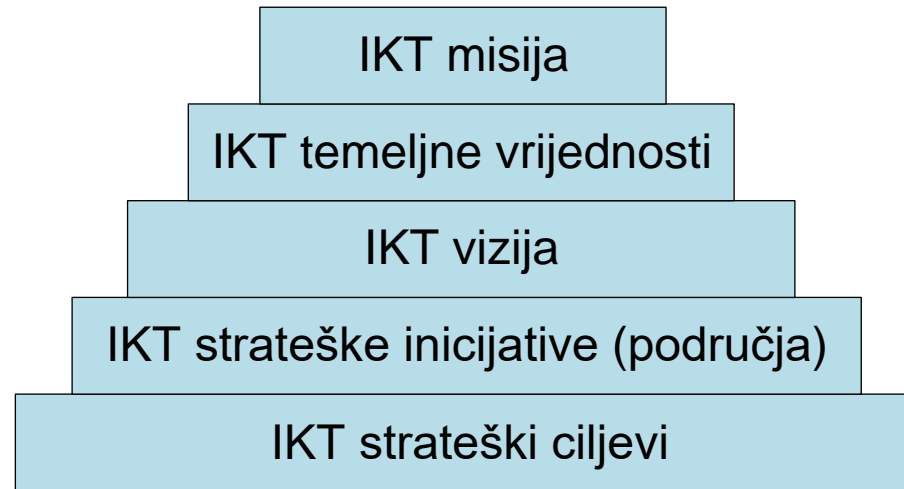 IKT misija
IKT temeljne vrijednosti
IKT vizija
IKT strateške inicijative (područja)
IKT strateški ciljevi